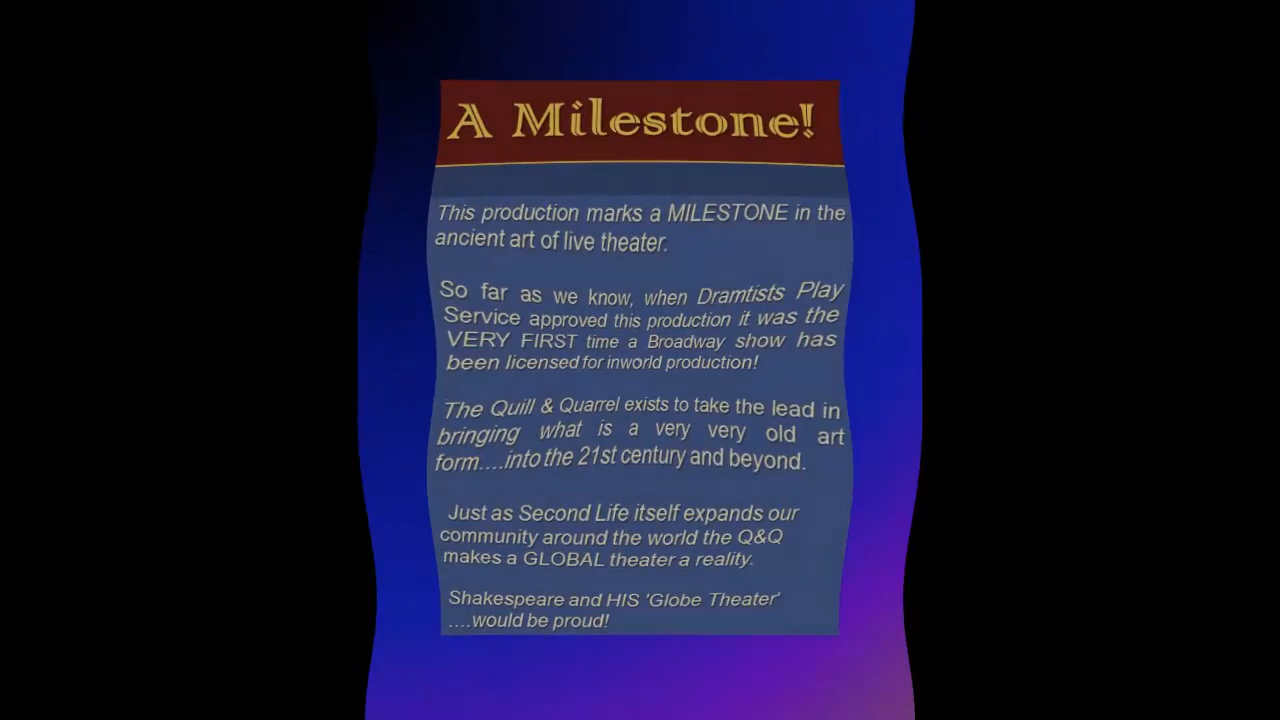 A Milestone!
This production marks a MILESTONE in the
ancient art of live theater.
So far as we know, when Dramtists Play
Service approved this production it was the
VERY FIRST time a Broadway show has
been licensed for inworld production!
The Quill & Quarrel exists to take the lead in
bringing what is a very very old art
form....into the 21st century and beyond.
Just as Second Life itself expands our
community around the world the Q&Q
makes a GLOBAL theater a reality.
Shakespeare and HIS 'Globe Theater'
....would be proud!